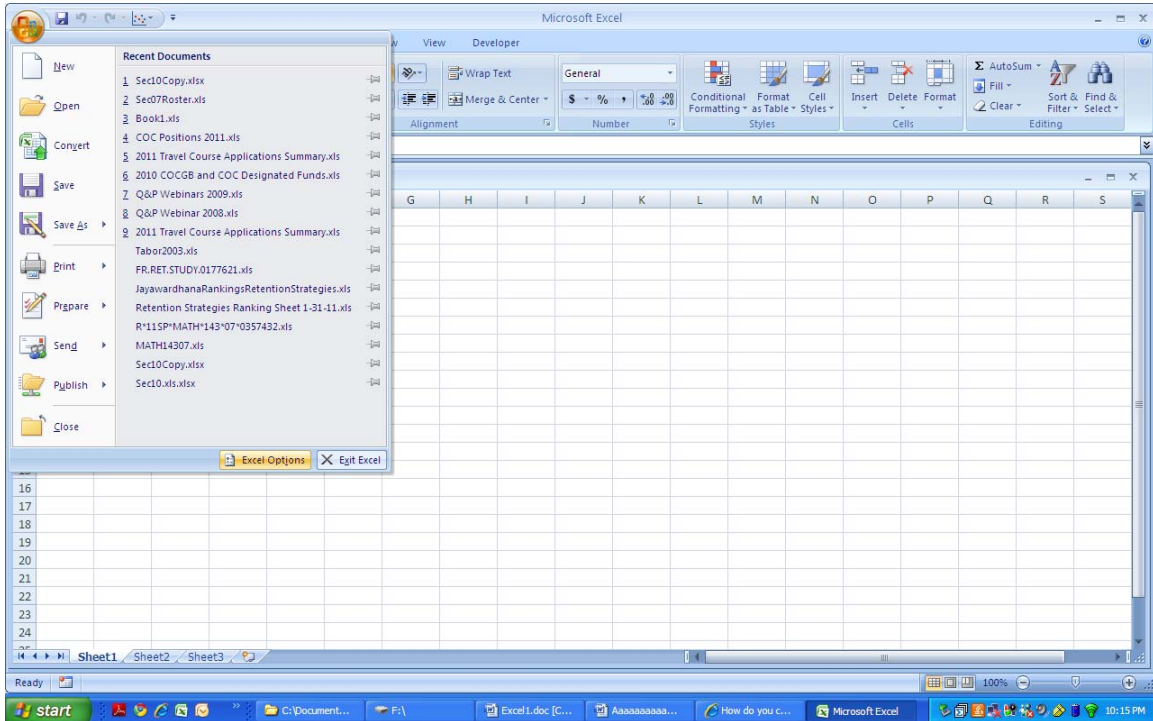 Microsoft Excel
View Developer
New
Open
Convert
Save
Save As
Print
Prepare
Send
Publish
Close
Recent Documents
1 Sec10Copy.xlsx
2 Sec07Roster.xls
3 Book1.xls
4 COC Positions 2011.xls
5 2011 Travel Course Applications Summary.xls
6 2010 COCGB and COC Designated Funds.xls
7 Q&P Webinars 2009.xls
8 Q&P Webinar 2008.xls
9 2011 Travel Course Applications Summary.xls
Tabor2003.xls
FR.RET.STUDY.0177621.xls
JayawardhanaRankingsRetentionStrategies.xls
Retention Strategies Ranking Sheet 1-31-11.xls
R*11SP*MATH*143*07*0357432.xls
MATH14307.xls
Sec10Copy.xlsx
Sec10.xls.xlsx
Excel Options
Exit Excel
Wrap Text
Merge & Center
Alignment
General
$ % ,
Number
Conditional Formatting
Format as Table
Cell Styles
Styles
Insert Delete Format
Cells
Σ AutoSum
Fill
Clear
Sort & Filter
Find & Select
Editing
G H I J K L M N O P Q R S
16
17
18
19
20
21
22
23
24
Sheet1 Sheet2 Sheet3
Ready
100%
start
C:\Document...
F:\
Excel1.doc [C...
Aaaaaaaaaa...
How do you c...
Microsoft Excel
10:15 PM